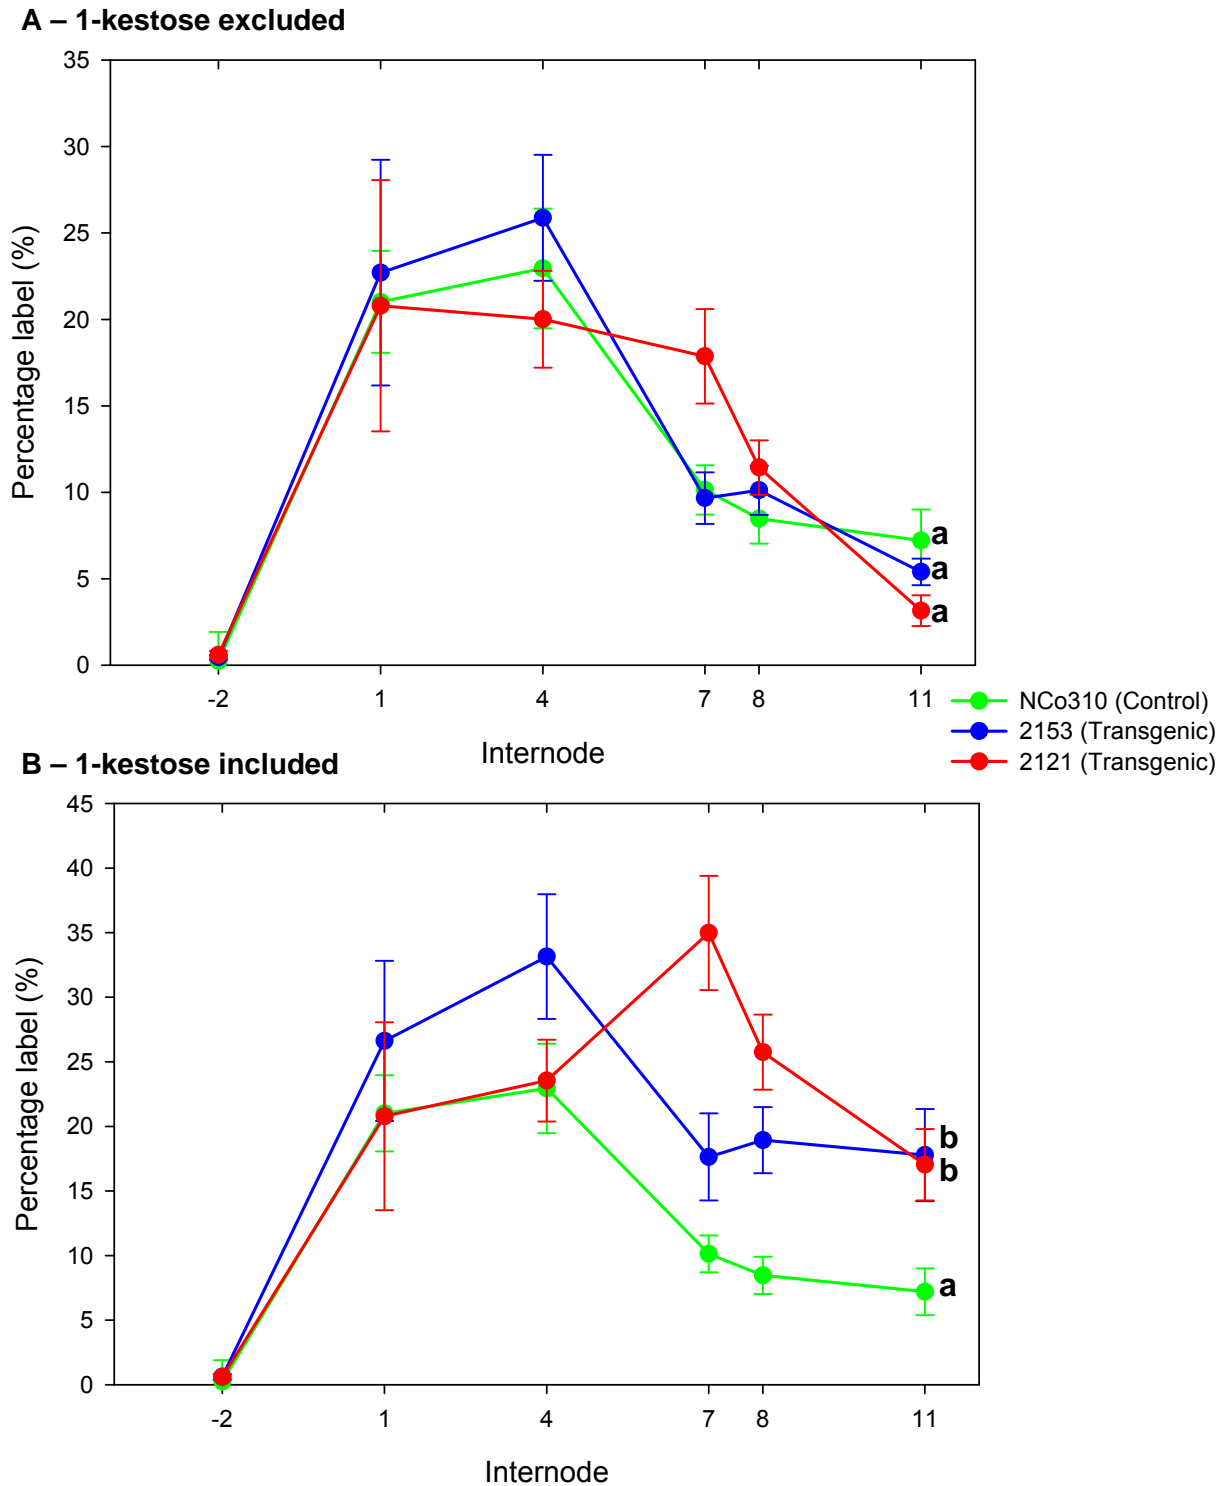 A – 1-kestose excluded
35
30
25
20
15
10
5
0
Percentage label (%)
a
a
a
-2 1 4 7 8 11
Internode
NCo310 (Control)
2153 (Transgenic)
2121 (Transgenic)
B – 1-kestose included
45
40
35
30
25
20
15
10
5
0
Percentage label (%)
b
b
a
-2 1 4 7 8 11
Internode